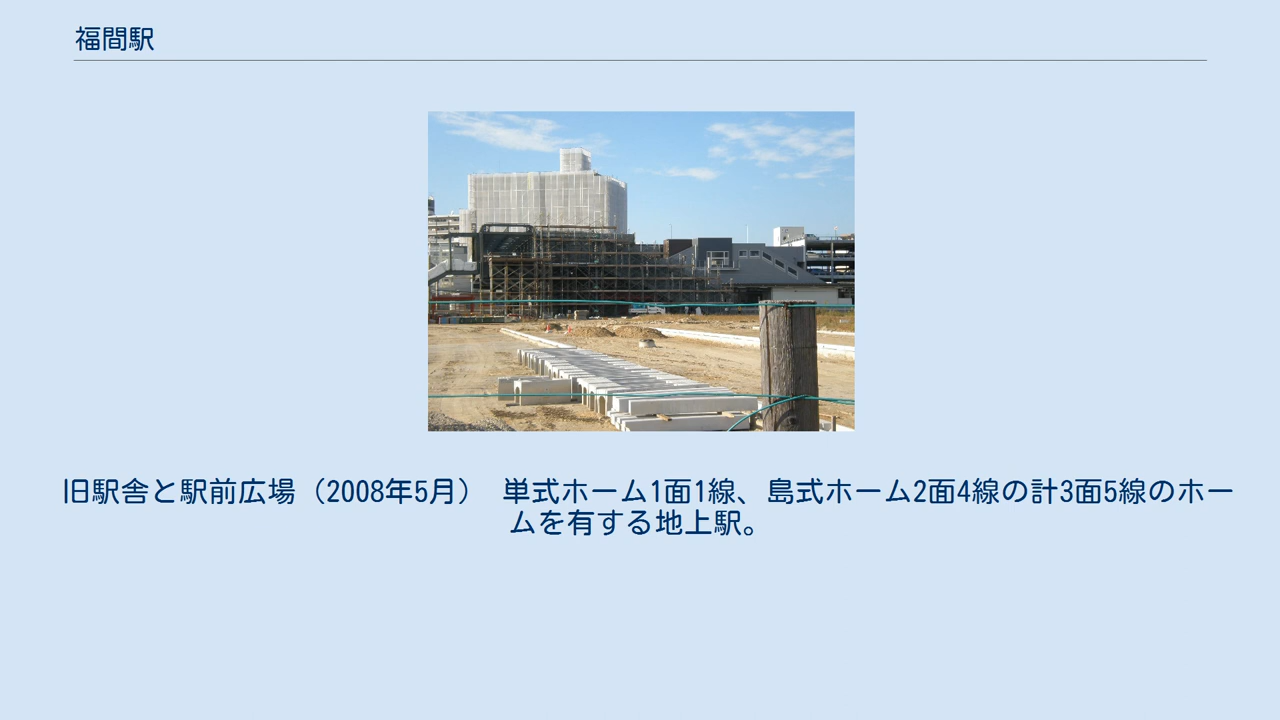 福間駅
旧駅舎と駅前広場（2008年5月） 単式ホーム1面1線、島式ホーム2面4線の計3面5線のホー
ムを有する地上駅。